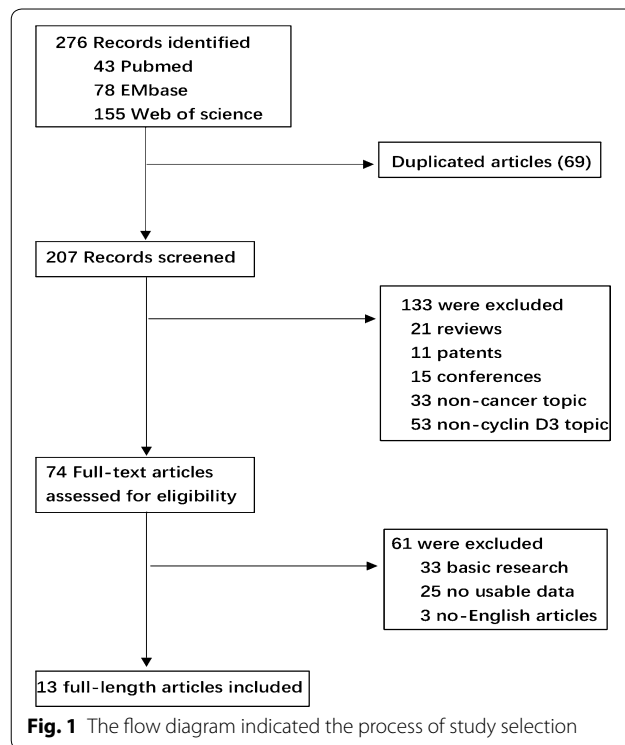 276 Records identified
43 Pubmed
78 EMbase
155 Web of science
Duplicated articles (69)
207 Records screened
133 were excluded
21 reviews
11 patents
15 conferences
33 non-cancer topic
53 non-cyclin D3 topic
74 Full-text articles
assessed for eligibility
61 were excluded
33 basic research
25 no usable data
3 no-English articles
13 full-length articles included
Fig. 1 The flow diagram indicated the process of study selection